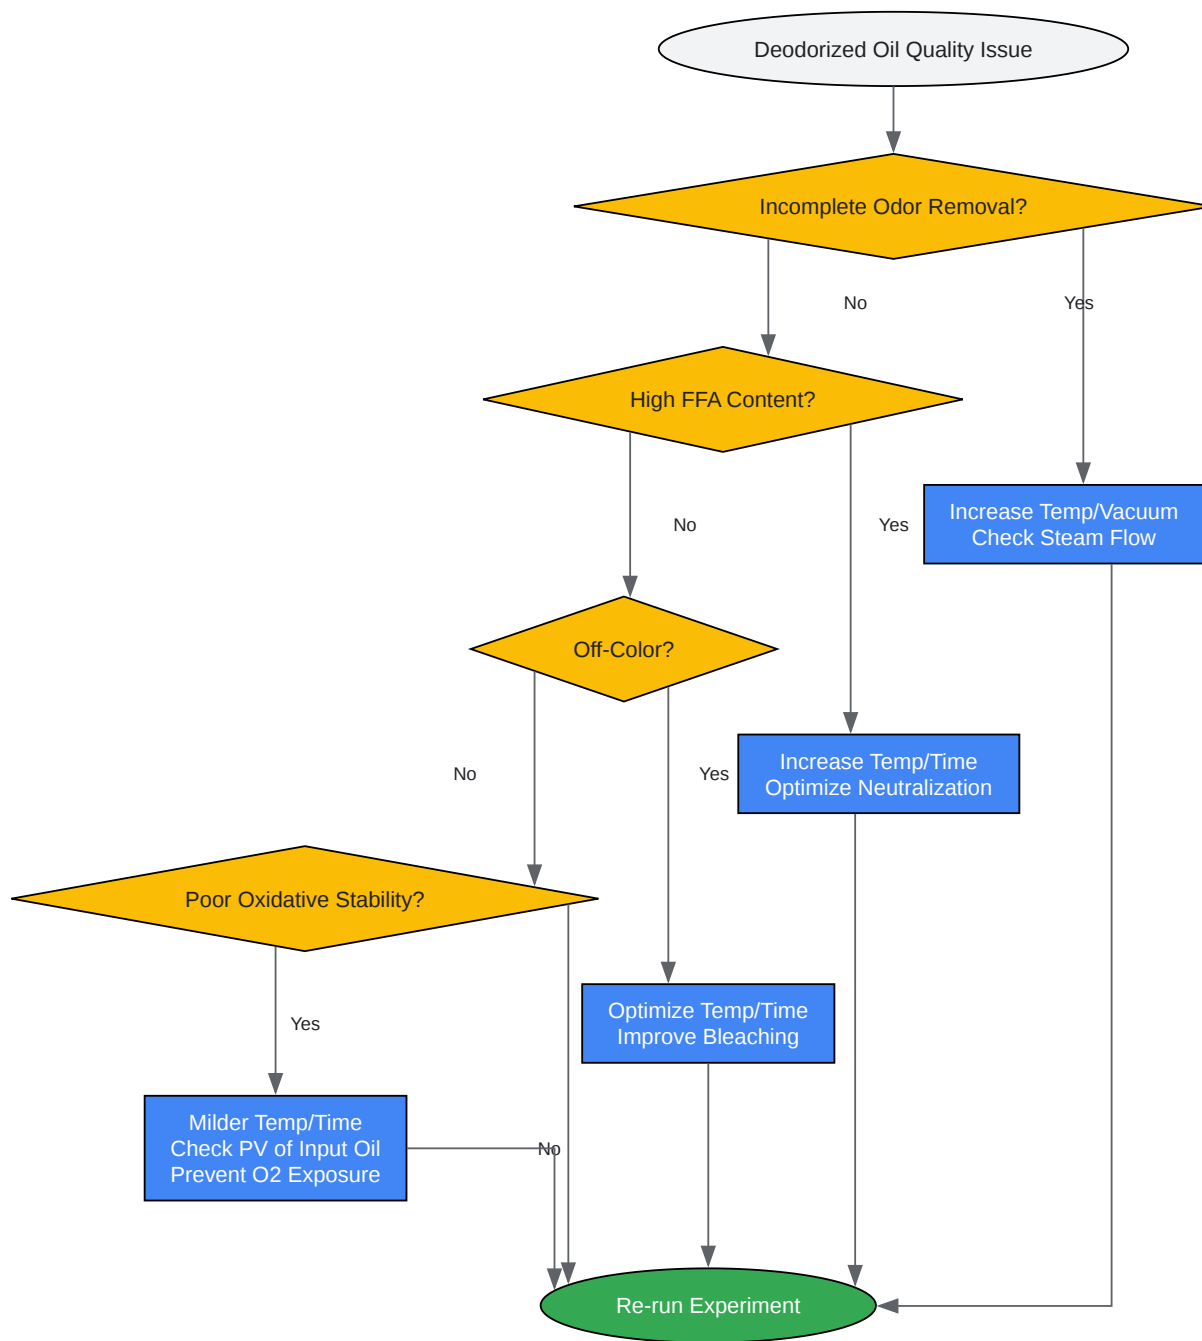 Deodorized Oil Quality Issue
Incomplete Odor Removal?
No
Yes
High FFA Content?
Increase Temp/Vacuum
Check Steam Flow
No
Yes
Off-Color?
Increase Temp/Time
Optimize Neutralization
No
Yes
Poor Oxidative Stability?
Optimize Temp/Time
Improve Bleaching
Yes
Milder Temp/Time
Check PV of Input Oil
Prevent O2 Exposure
No
Re-run Experiment